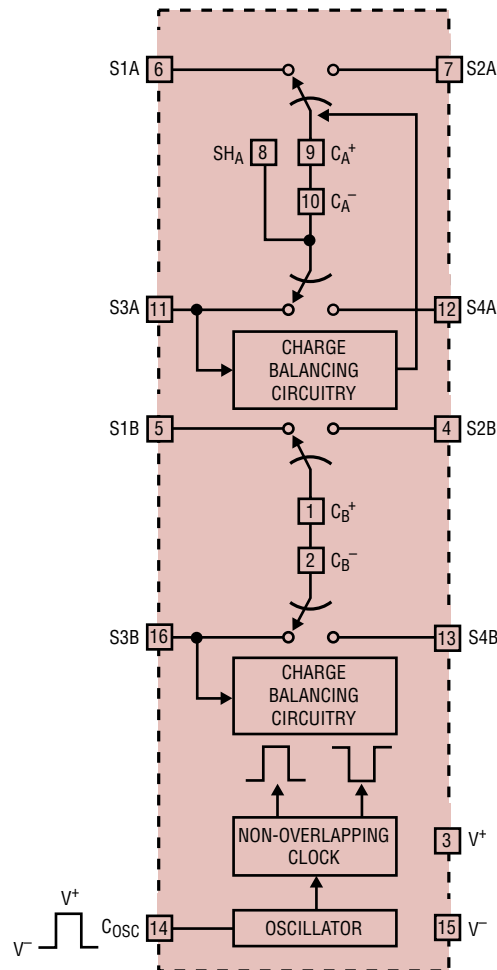 S1A 6 7 S2A
SHA 8 9 CA+
10 CA−
S3A 11 12 S4A
CHARGE
BALANCING
CIRCUITRY
S1B 5 4 S2B
1 CB+
2 CB−
S3B 16 13 S4B
CHARGE
BALANCING
CIRCUITRY
NON-OVERLAPPING
CLOCK
3 V+
V+
V− COSC 14 OSCILLATOR 15 V−